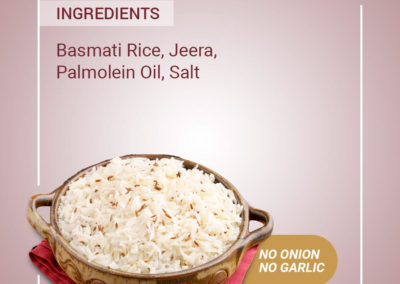 INGREDIENTS
Basmati Rice, Jeera,
Palmolein Oil, Salt
NO ONION
NO GARLIC